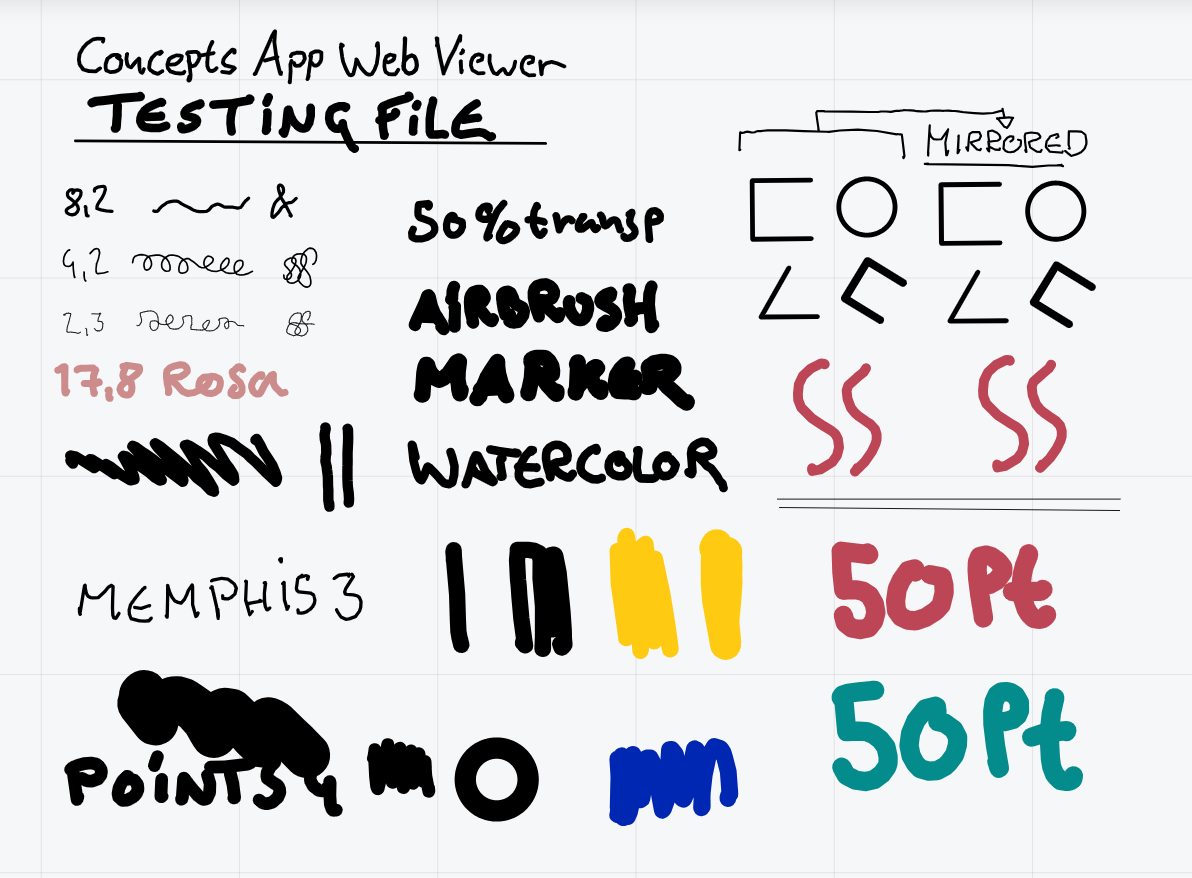 Concepts App Web Viewer
TESTiNG FiLE
MIRRORED
8,2 &
4,2
2,3
17,8 Rosa
50%transp
AIRBRUSH
MARKER
WATERCOLOR
MEMPHiS 3
POiNTS 4
50Pt
50Pt